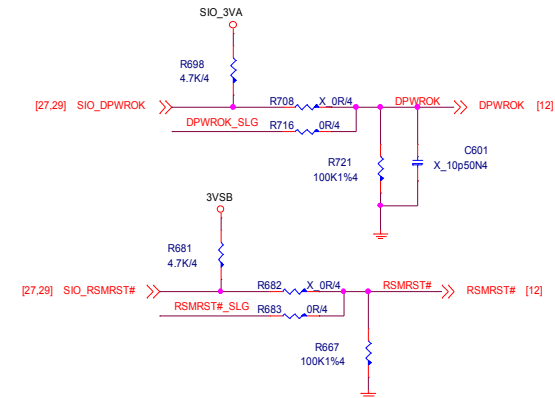 SIO_3VA
R698
4.7K/4
[27,29] SIO_DPWROK
R708 X_0R/4
DPWROK
DPWROK [12]
DPWROK_SLG
R716 0R/4
R721
100K1%4
C601
X_10p50N4
3VSB
R681
4.7K/4
[27,29] SIO_RSMRST#
R682 X_0R/4
RSMRST#
RSMRST# [12]
RSMRST#_SLG
R683 0R/4
R667
100K1%4